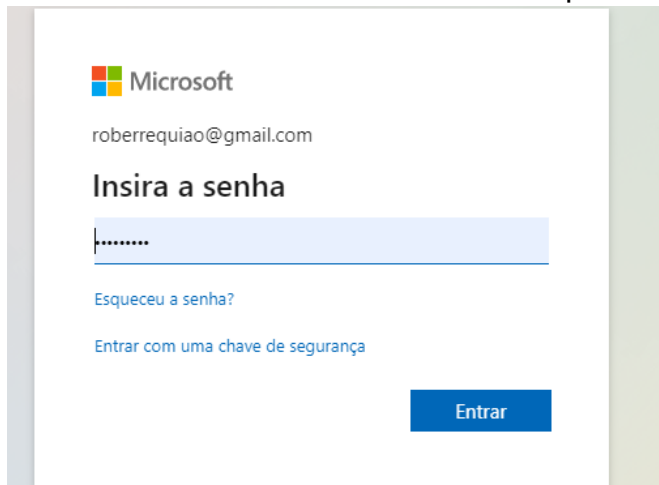 Microsoft
roberrequiao@gmail.com
Insira a senha
•••••••••
Esqueceu a senha?
Entrar com uma chave de segurança
Entrar